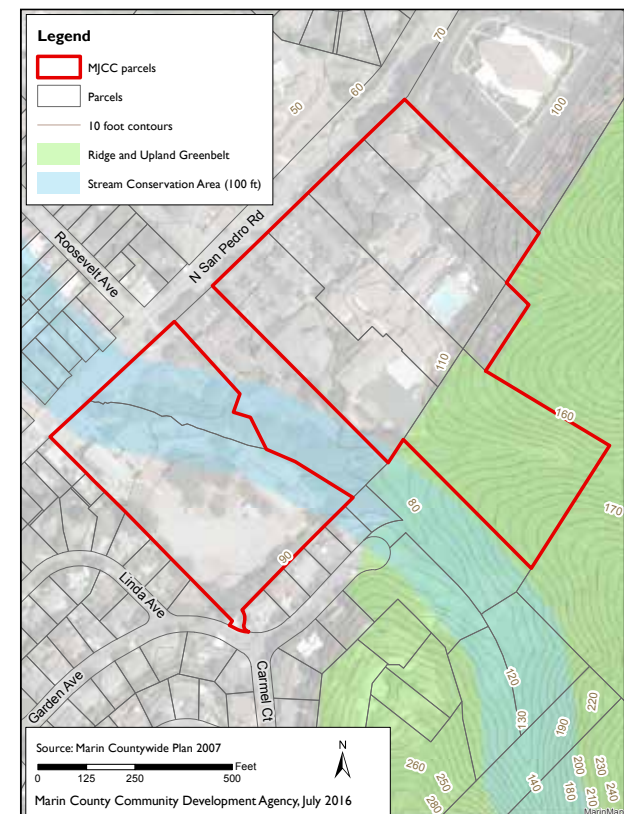 Legend
MJCC parcels
Parcels
10 foot contours
Ridge and Upland Greenbelt
Stream Conservation Area (100 ft)
70
60
50
100
N San Pedro Rd
Roosevelt Ave
110
160
170
80
90
Linda Ave
Garden Ave
Carmel Ct
120
130
190
220
140
180
200
210
230
240
260
250
280
Source: Marin Countywide Plan 2007
Feet
0 125 250 500
N
Marin County Community Development Agency, July 2016
MarinMap